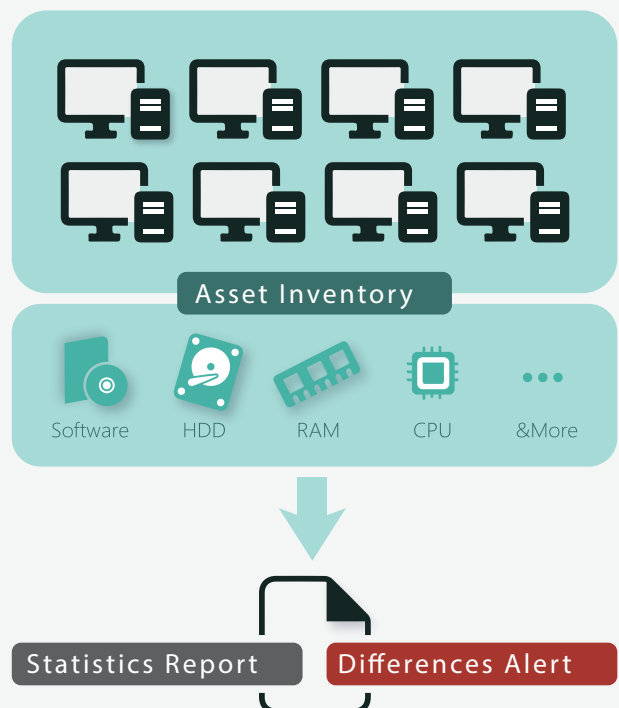 Asset Inventory
Software HDD RAM CPU &More
Statistics Report Differences Alert